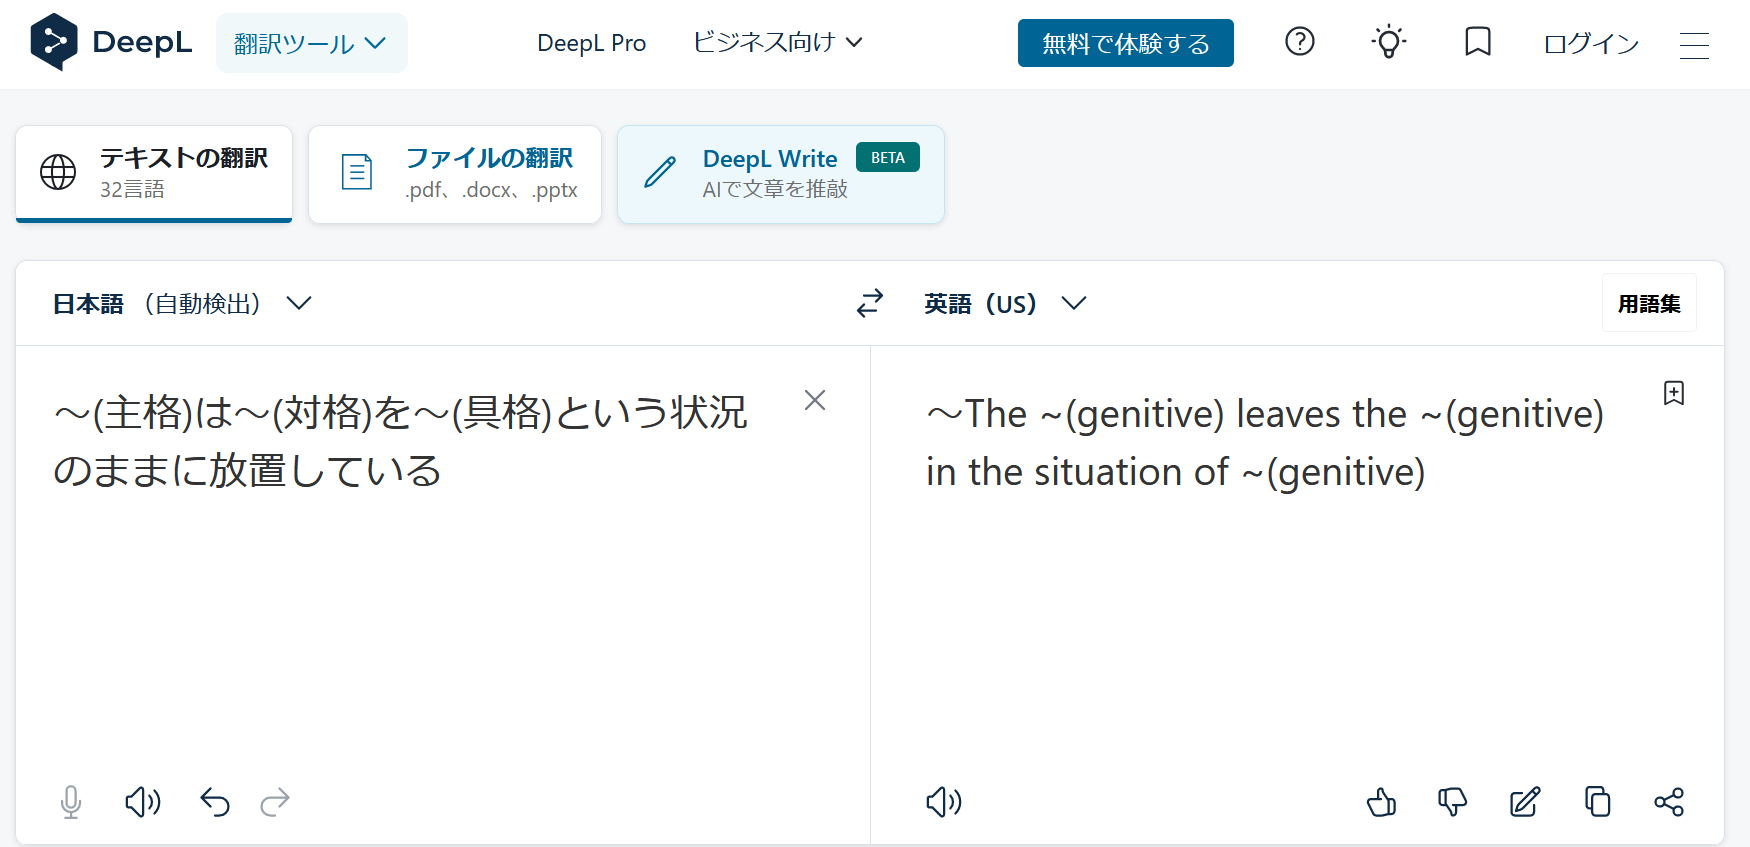 DeepL
翻訳ツール
DeepL Pro
ビジネス向け
無料で体験する
ログイン
テキストの翻訳
32言語
ファイルの翻訳
.pdf、.docx、.pptx
DeepL Write
BETA
AIで文章を推敲
日本語 （自動検出）
英語（US）
用語集
～(主格)は～(対格)を～(具格)という状況
のままに放置している
～The ~(genitive) leaves the ~(genitive)
in the situation of ~(genitive)